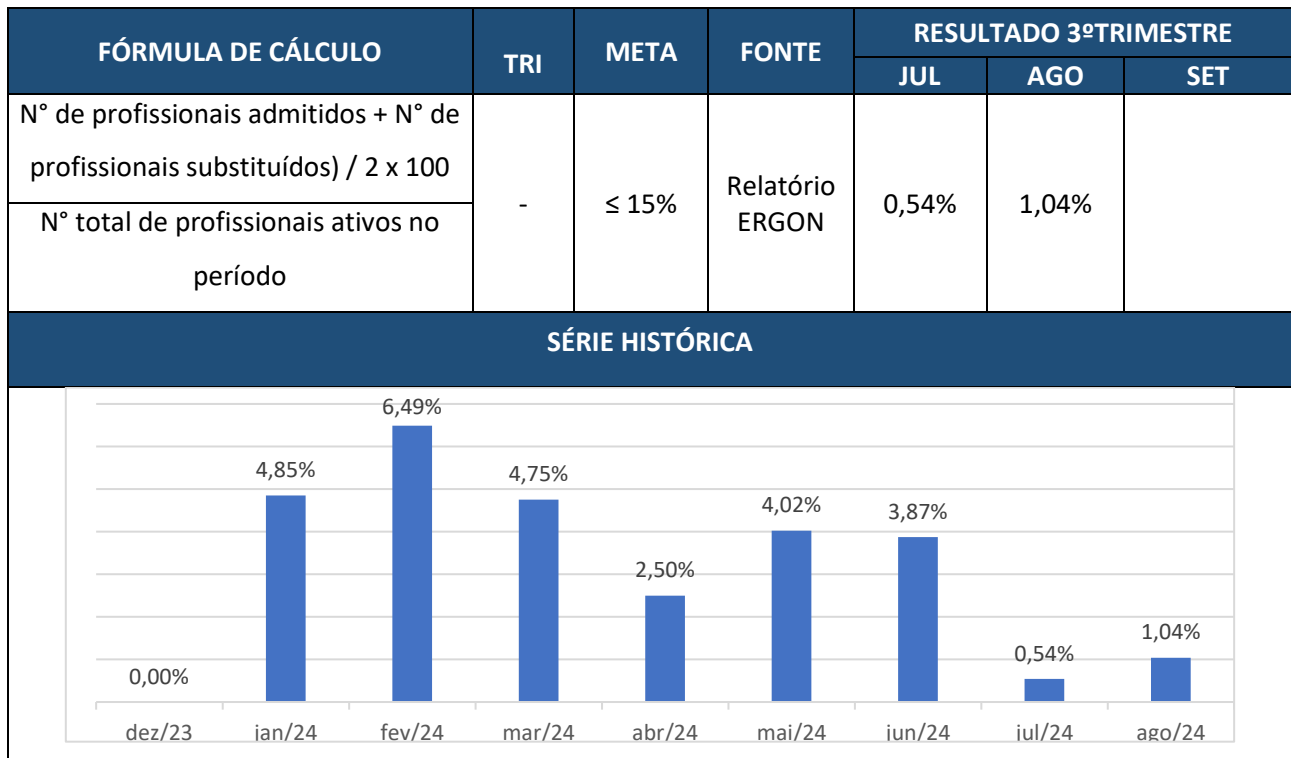 FÓRMULA DE CÁLCULO
TRI
META
FONTE
RESULTADO 3ºTRIMESTRE
JUL
AGO
SET
N° de profissionais admitidos + N° de
profissionais substituídos) / 2 x 100
N° total de profissionais ativos no
período
-
≤ 15%
Relatório
ERGON
0,54%
1,04%
SÉRIE HISTÓRICA
0,00%
4,85%
6,49%
4,75%
2,50%
4,02%
3,87%
0,54%
1,04%
dez/23
jan/24
fev/24
mar/24
abr/24
mai/24
jun/24
jul/24
ago/24